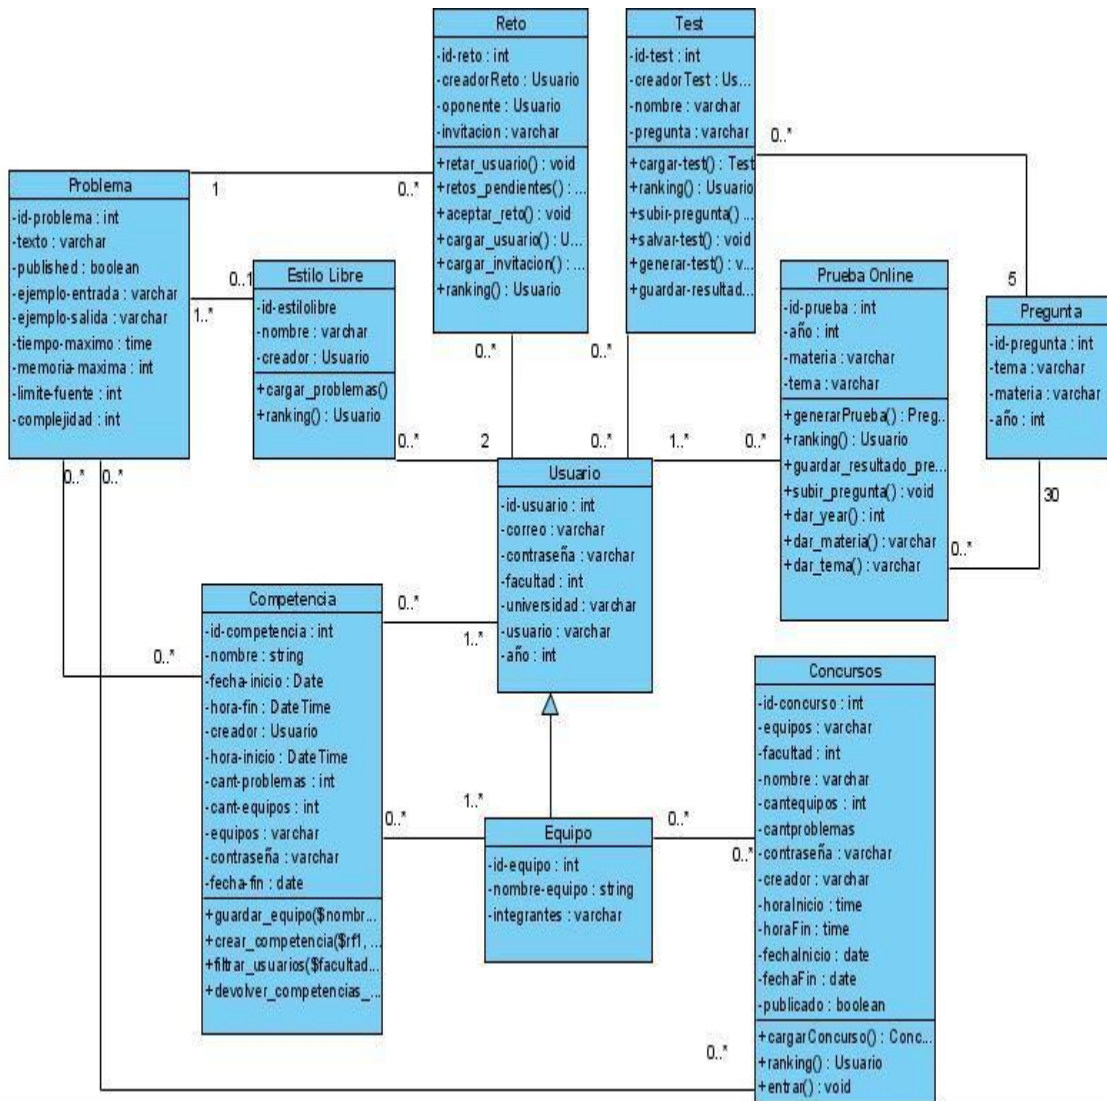 Reto
-id-reto : int
-creadorReto : Usuario
-oponente : Usuario
-invitacion : varchar
+retar_usuario() : void
+retos_pendientes() : ...
+aceptar_reto() : void
+cargar_usuario() : U...
+cargar_invitacion() : ...
+ranking() : Usuario
Test
-id-test : int
-creadorTest : Us...
-nombre : varchar
-pregunta : varchar
+cargar-test() : Test
+ranking() : Usuario
+subir-pregunta() ...
+salvar-test() : void
+generar-test() : v...
+guardar-resultad...
0..*
1
0..*
Problema
-id-problema : int
-texto : varchar
-published : boolean
-ejemplo-entrada : varchar
-ejemplo-salida : varchar
-tiempo-maximo : time
-memoria-maxima : int
-limite-fuente : int
-complejidad : int
0..1
1..*
Estilo Libre
-id-estilolibre
-nombre : varchar
-creador : Usuario
+cargar_problemas()
+ranking() : Usuario
Prueba Online
-id-prueba : int
-año : int
-materia : varchar
-tema : varchar
+generarPrueba() : Preg...
+ranking() : Usuario
+guardar_resultado_pre...
+subir_pregunta() : void
+dar_year() : int
+dar_materia() : varchar
+dar_tema() : varchar
5
Pregunta
-id-pregunta : int
-tema : varchar
-materia : varchar
-año : int
0..*
0..*
0..*
2
0..*
1..*
0..*
0..*
0..*
30
0..*
Usuario
-id-usuario : int
-correo : varchar
-contraseña : varchar
-facultad : int
-universidad : varchar
-usuario : varchar
-año : int
Competencia
-id-competencia : int
-nombre : string
-fecha-inicio : Date
-hora-fin : DateTime
-creador : Usuario
-hora-inicio : DateTime
-cant-problemas : int
-cant-equipos : int
-equipos : varchar
-contraseña : varchar
-fecha-fin : date
+guardar_equipo($nombr...
+crear_competencia($rf1, ...
+filtrar_usuarios($facultad...
+devolver_competencias_...
0..*
1..*
0..*
1..*
0..*
Equipo
-id-equipo : int
-nombre-equipo : string
-integrantes : varchar
0..*
0..*
Concursos
-id-concurso : int
-equipos : varchar
-facultad : int
-nombre : varchar
-cantequipos : int
-cantproblemas
-contraseña : varchar
-creador : varchar
-horaInicio : time
-horaFin : time
-fechaInicio : date
-fechaFin : date
-publicado : boolean
+cargarConcurso() : Conc...
+ranking() : Usuario
+entrar() : void
0..*